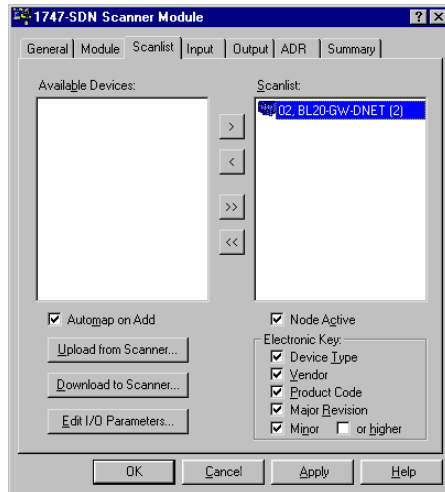 1747-SDN Scanner Module
General Module Scanlist Input Output ADR Summary
Available Devices:
Scanlist:
02, BL20-GW-DNET (2)
>
<
>>
<<
Automap on Add
Node Active
Upload from Scanner...
Download to Scanner...
Edit I/O Parameters...
Electronic Key:
Device Type
Vendor
Product Code
Major Revision
Minor or higher
OK Cancel Apply Help